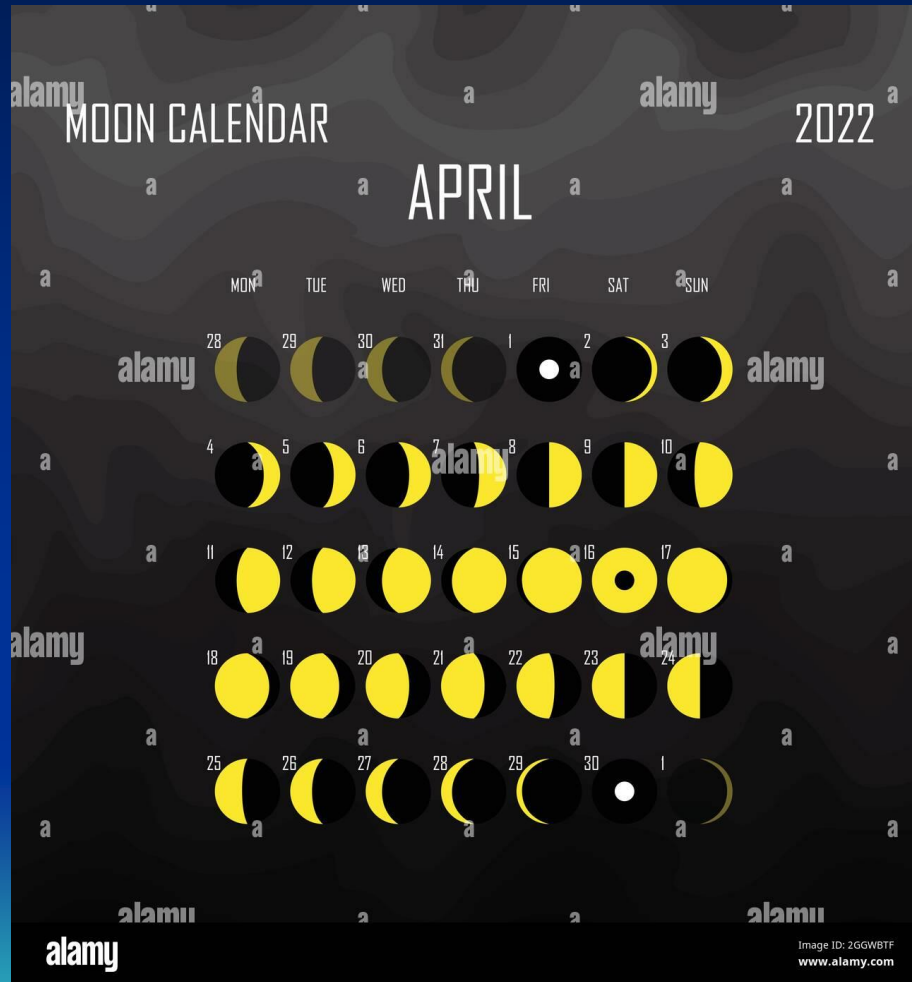 MOON CALENDAR 2022
APRIL
MON TUE WED THU FRI SAT SUN
28 29 30 31 1 2 3
4 5 6 7 8 9 10
11 12 13 14 15 16 17
18 19 20 21 22 23 24
25 26 27 28 29 30 1
alamy
Image ID: 2GGWBTF
www.alamy.com